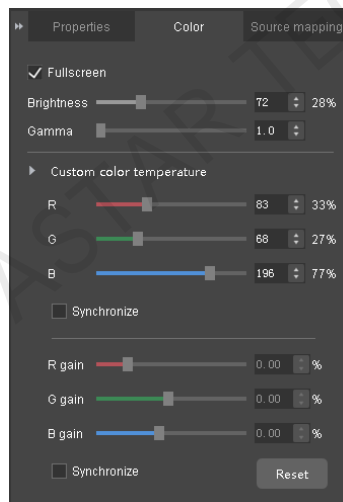 Properties Color Source mapping
Fullscreen
Brightness 72 28%
Gamma 1.0
Custom color temperature
R 83 33%
G 68 27%
B 196 77%
Synchronize
R gain 0.00 %
G gain 0.00 %
B gain 0.00 %
Synchronize
Reset